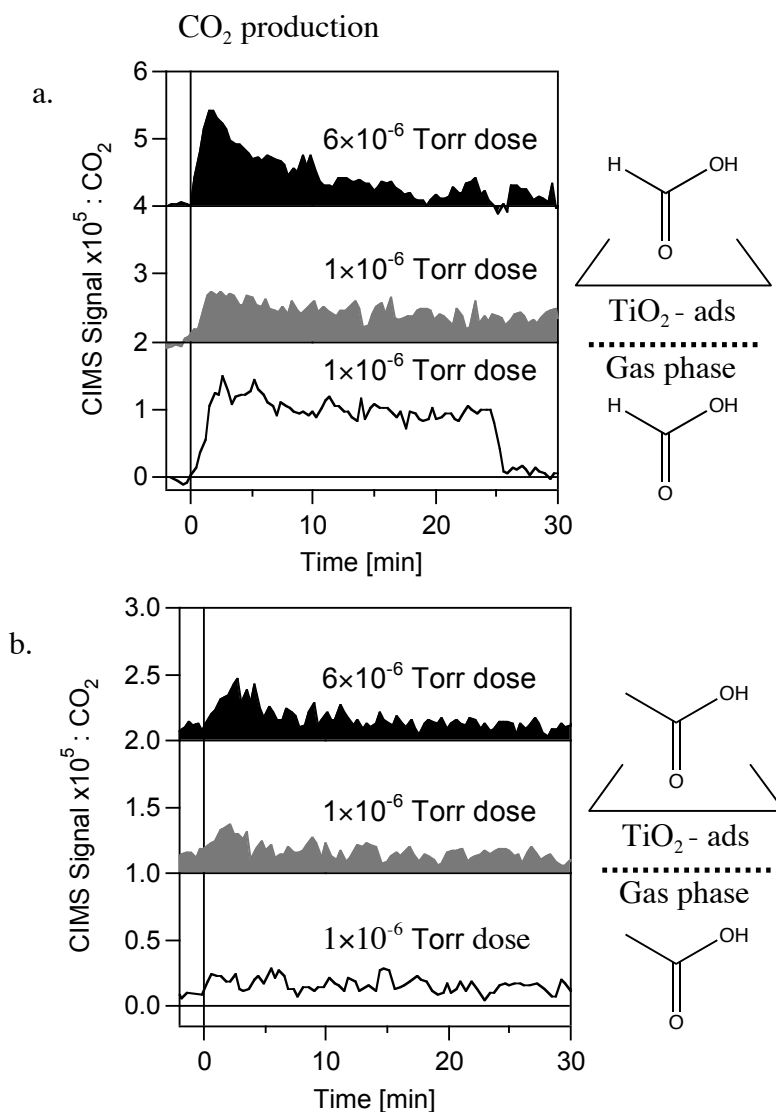 CO₂ production
a.
CIMS Signal x10⁵ : CO₂
6
5
4
3
2
1
0
6×10⁻⁶ Torr dose
1×10⁻⁶ Torr dose
1×10⁻⁶ Torr dose
0 10 20 30
Time [min]
H OH
O
TiO₂ - ads
Gas phase
H OH
O
b.
CIMS Signal x10⁵ : CO₂
3.0
2.5
2.0
1.5
1.0
0.5
0.0
6×10⁻⁶ Torr dose
1×10⁻⁶ Torr dose
1×10⁻⁶ Torr dose
0 10 20 30
Time [min]
OH
O
TiO₂ - ads
Gas phase
OH
O